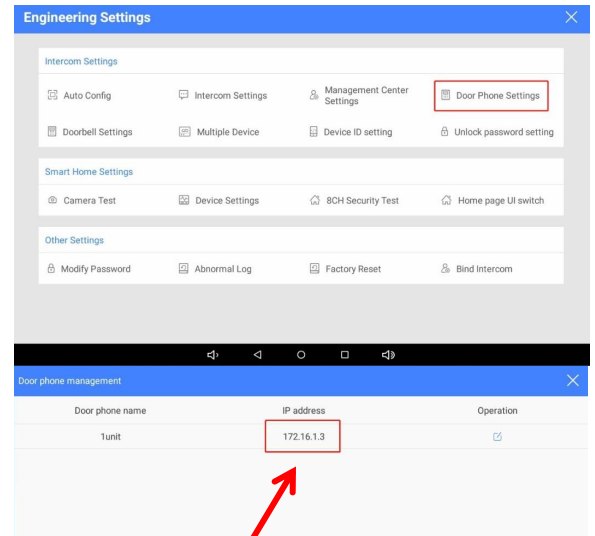 Engineering Settings
Intercom Settings
Auto Config
Intercom Settings
Management Center
Settings
Door Phone Settings
Doorbell Settings
Multiple Device
Device ID setting
Unlock password setting
Smart Home Settings
Camera Test
Device Settings
8CH Security Test
Home page UI switch
Other Settings
Modify Password
Abnormal Log
Factory Reset
Bind Intercom
Door phone management
Door phone name IP address Operation
1unit 172.16.1.3